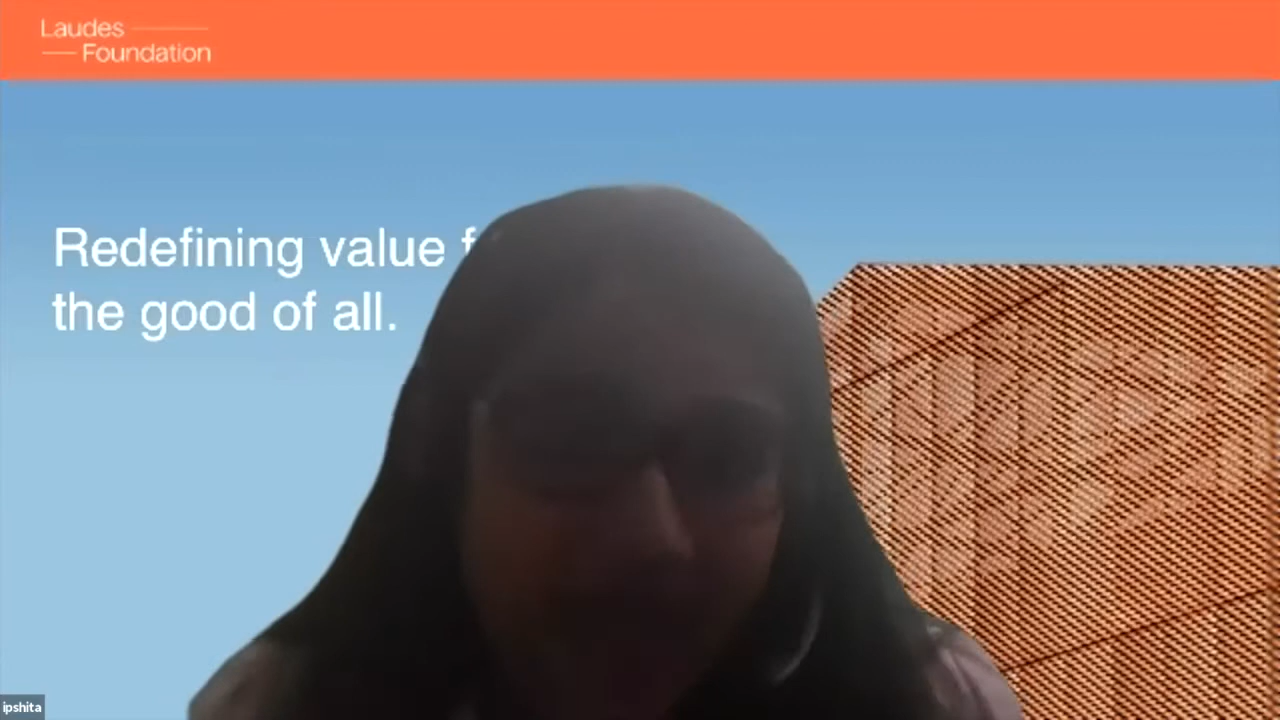 Laudes
Foundation
Redefining value f
the good of all.
ipshita